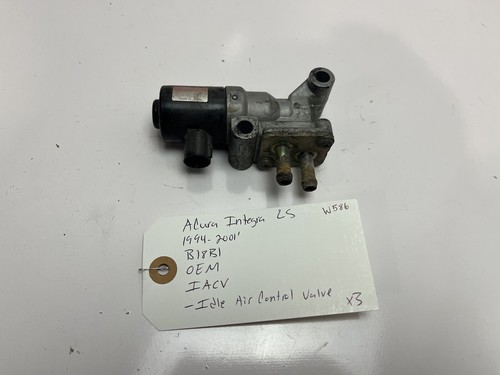 Acura Integra LS W586
1994-2001'
B18B1
OEM
IACV
- Idle Air Control Valve x3